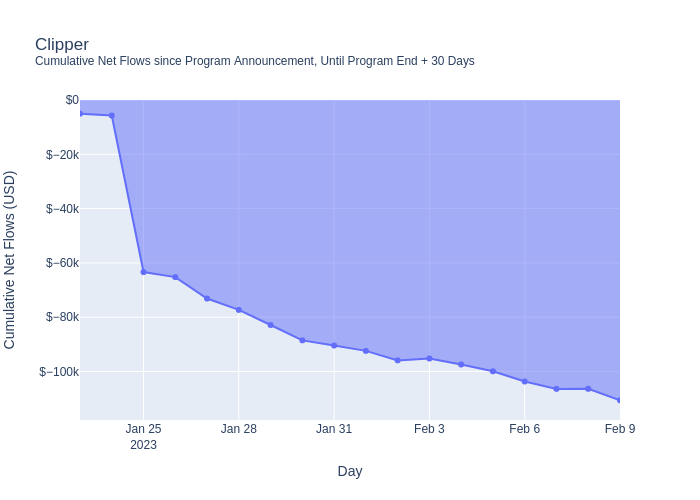 Clipper
Cumulative Net Flows since Program Announcement, Until Program End + 30 Days
Cumulative Net Flows (USD)
$0
$−20k
$−40k
$−60k
$−80k
$−100k
Jan 25
2023
Jan 28
Jan 31
Feb 3
Feb 6
Feb 9
Day